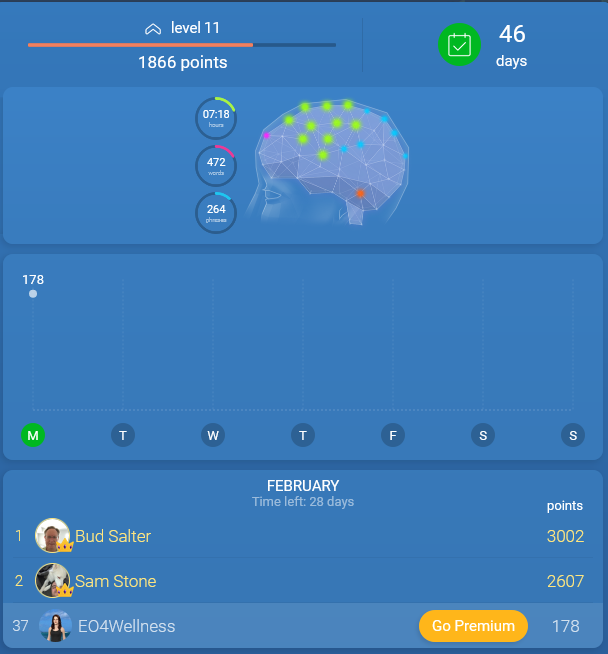 level 11
1866 points
46
days
07:18
hours
472
words
264
phrases
178
M T W T F S S
FEBRUARY
Time left: 28 days
points
1 Bud Salter 3002
2 Sam Stone 2607
37 EO4Wellness Go Premium 178